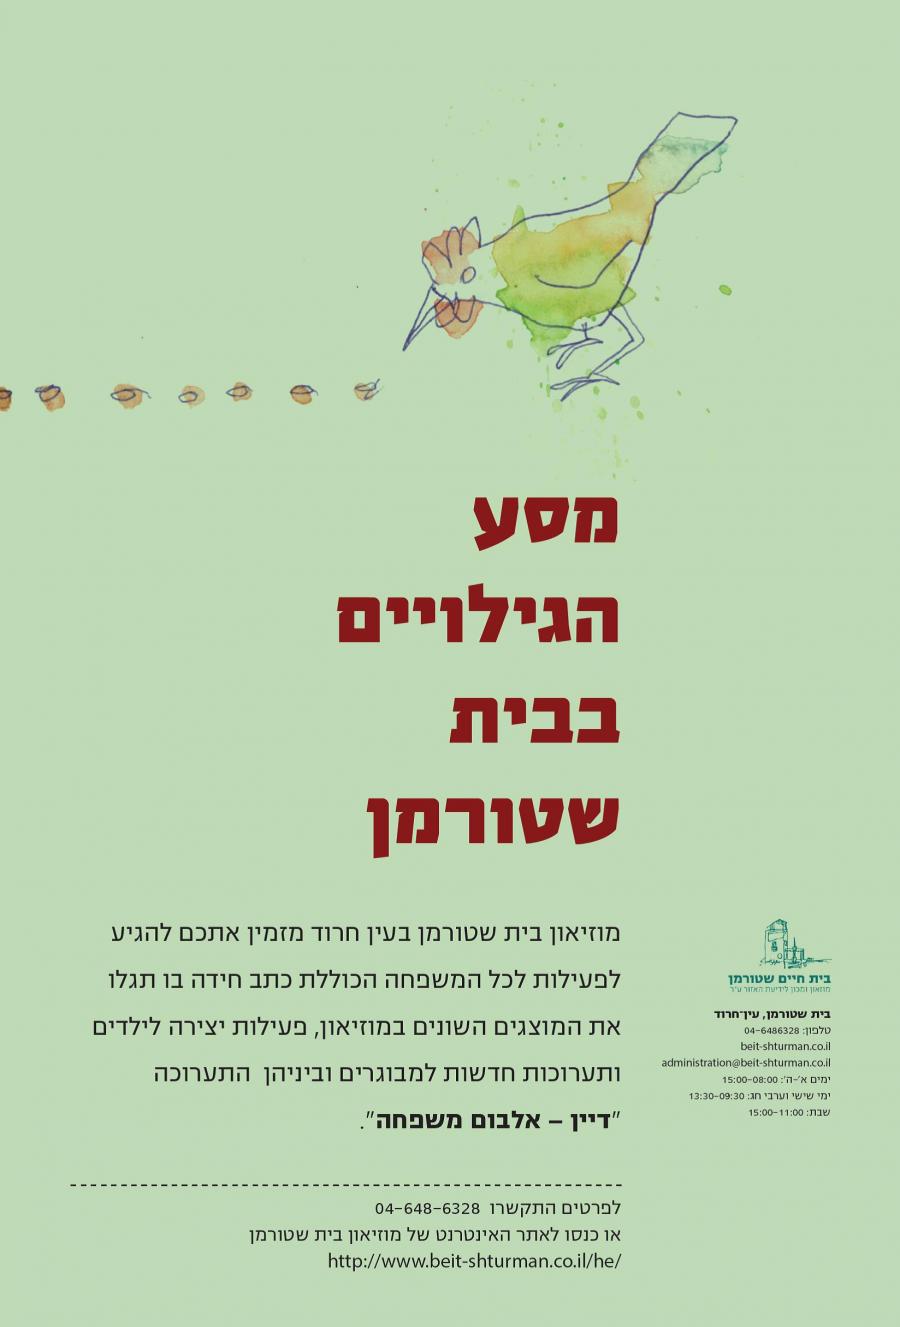 מסע
הגילויים
בבית
שטורמן
מוזיאון בית שטורמן בעין חרוד מזמין אתכם להגיע
לפעילות לכל המשפחה הכוללת כתב חידה בו תגלו
את המוצגים השונים במוזיאון, פעילות יצירה לילדים
ותערוכות חדשות למבוגרים וביניהן התערוכה
"דיין – אלבום משפחה".
לפרטים התקשרו 04-648-6328
או כנסו לאתר האינטרנט של מוזיאון בית שטורמן
http://www.beit-shturman.co.il/he/
בית חיים שטורמן
מוזאון ומכון לידיעת האזור ע"ר
בית שטורמן, עין־חרוד
טלפון: 04-6486328
beit-shturman.co.il
administration@beit-shturman.co.il
ימים א'-ה': 15:00-08:00
ימי שישי וערבי חג: 13:30-09:30
שבת: 15:00-11:00